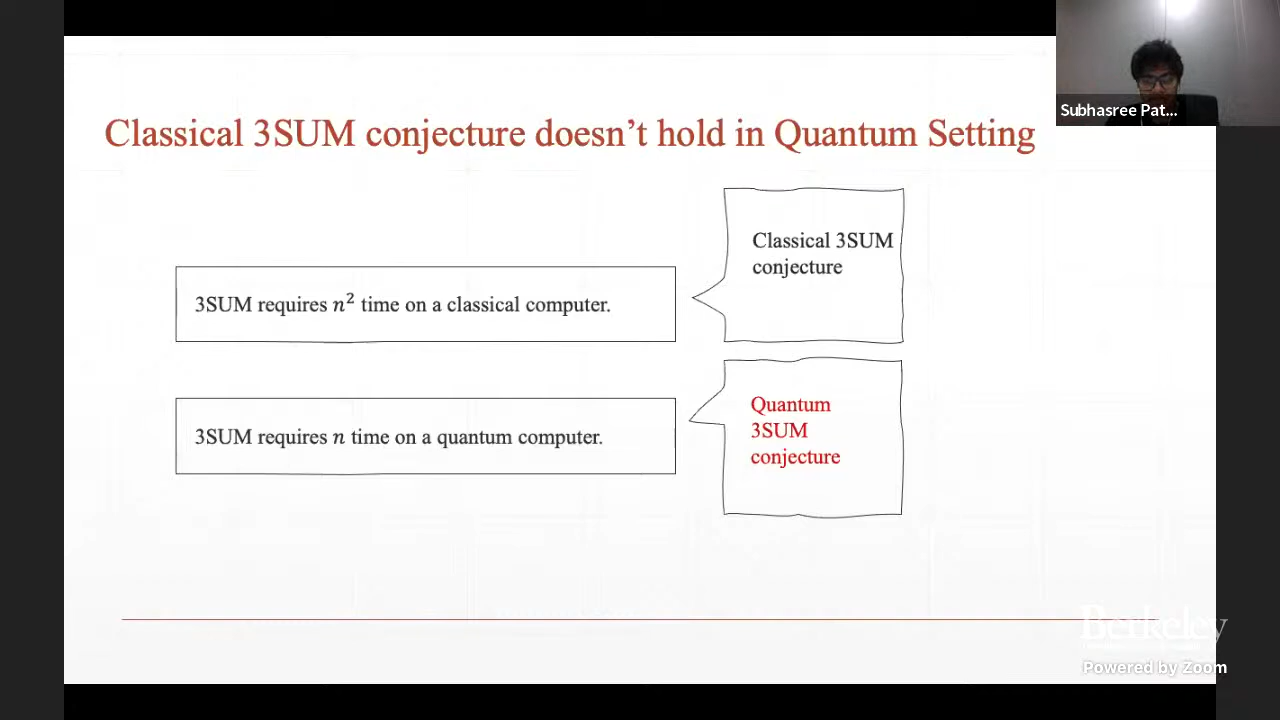 Subhasree Pat...
Classical 3SUM conjecture doesn’t hold in Quantum Setting
Classical 3SUM
conjecture
3SUM requires n² time on a classical computer.
Quantum
3SUM
conjecture
3SUM requires n time on a quantum computer.
Berkeley
Powered by Zoom